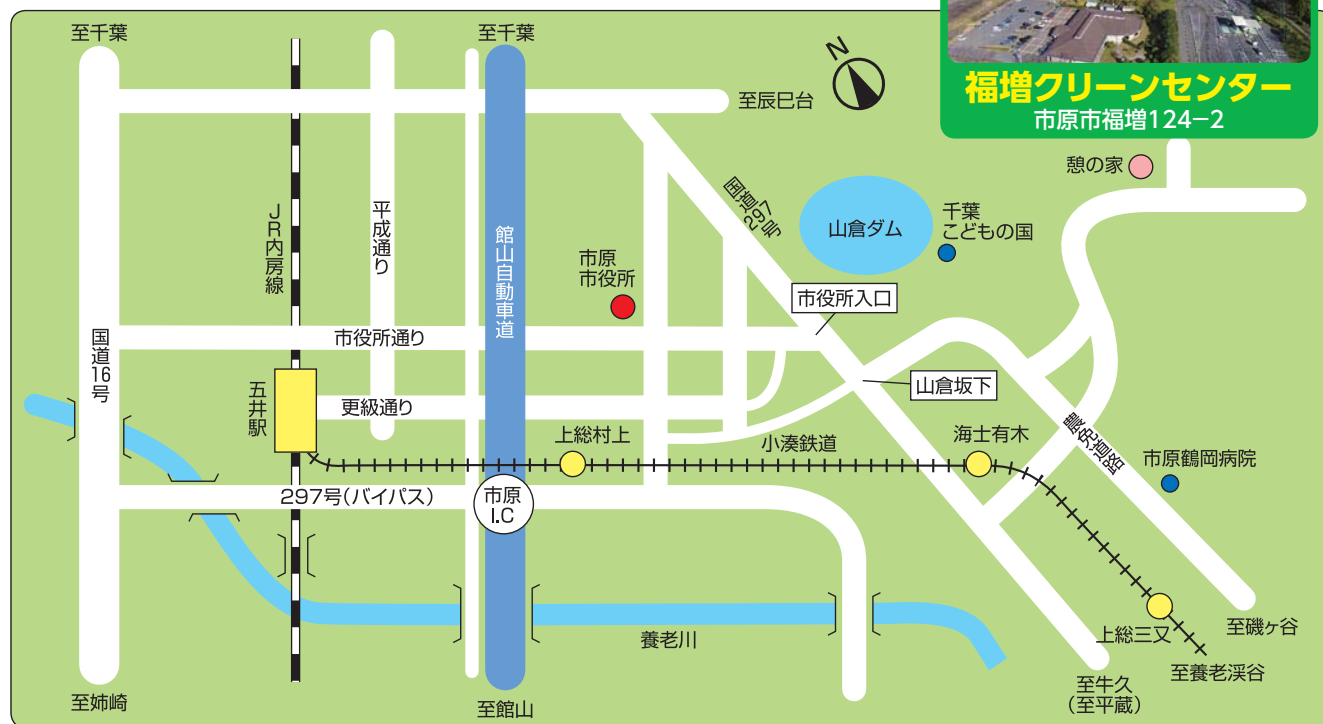 至千葉
至千葉
N
至辰巳台
福増クリーンセンター
市原市福増124−2
憩の家
国道297号
山倉ダム
千葉
こどもの国
JR内房線
平成通り
館山自動車道
市原
市役所
市役所入口
国道16号
市役所通り
山倉坂下
五井駅
更級通り
上総村上
小湊鉄道
海士有木
農免道路
市原鶴岡病院
297号(バイパス)
市原
I.C
養老川
上総三又
至磯ヶ谷
至養老渓谷
至姉崎
至館山
至牛久
(至平蔵)